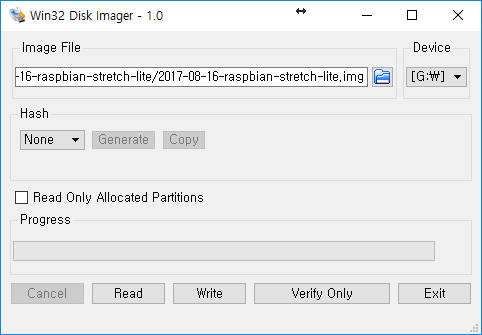 Win32 Disk Imager - 1.0
Image File
Device
-16-raspbian-stretch-lite/2017-08-16-raspbian-stretch-lite.img
[G:₩]
Hash
None
Generate
Copy
Read Only Allocated Partitions
Progress
Cancel
Read
Write
Verify Only
Exit